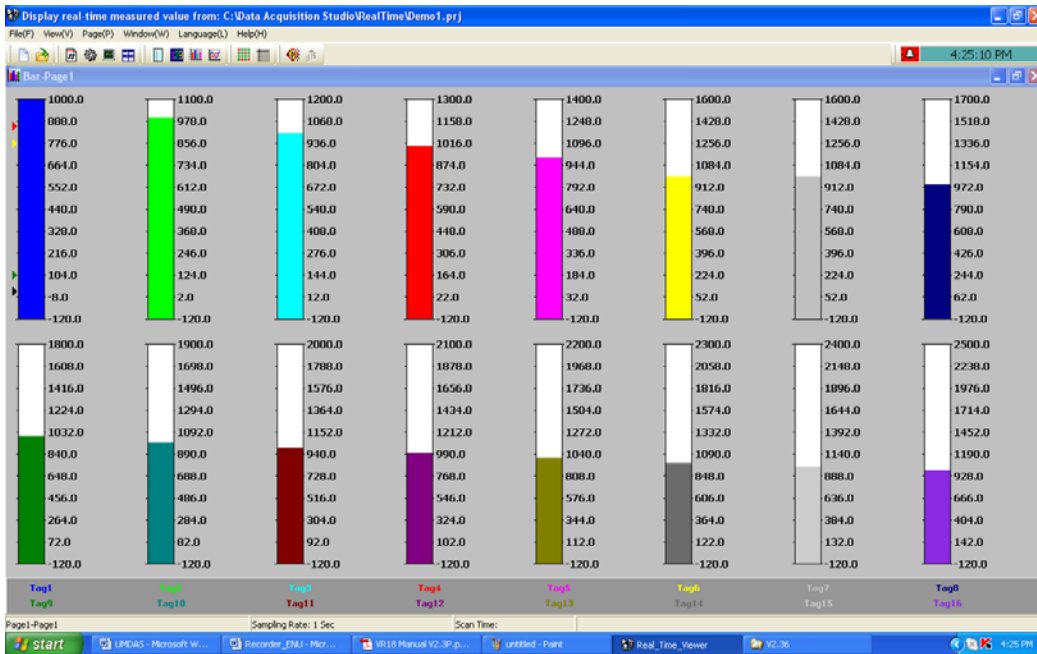 Display real-time measured value from: C:\Data Acquisition Studio\RealTime\Demo1.prj
File(F) View(V) Page(P) Window(W) Language(L) Help(H)
4:25:10 PM
Bar-Page1
1000.0 1100.0 1200.0 1300.0 1400.0 1600.0 1600.0 1700.0
888.0 978.0 1068.0 1158.0 1248.0 1428.0 1428.0 1518.0
776.0 856.0 936.0 1016.0 1096.0 1256.0 1256.0 1336.0
664.0 734.0 804.0 874.0 944.0 1084.0 1084.0 1154.0
552.0 612.0 672.0 732.0 792.0 912.0 912.0 972.0
440.0 490.0 540.0 590.0 640.0 740.0 740.0 790.0
328.0 368.0 408.0 448.0 488.0 568.0 568.0 608.0
216.0 246.0 276.0 306.0 336.0 396.0 396.0 426.0
104.0 124.0 144.0 164.0 184.0 224.0 224.0 244.0
-8.0 2.0 12.0 22.0 32.0 52.0 52.0 62.0
-120.0 -120.0 -120.0 -120.0 -120.0 -120.0 -120.0 -120.0
1800.0 1900.0 2000.0 2100.0 2200.0 2300.0 2400.0 2500.0
1608.0 1698.0 1788.0 1878.0 1968.0 2058.0 2148.0 2238.0
1416.0 1496.0 1576.0 1656.0 1736.0 1816.0 1896.0 1976.0
1224.0 1294.0 1364.0 1434.0 1504.0 1574.0 1644.0 1714.0
1032.0 1092.0 1152.0 1212.0 1272.0 1332.0 1392.0 1452.0
840.0 890.0 940.0 990.0 1040.0 1090.0 1140.0 1190.0
648.0 688.0 728.0 768.0 808.0 848.0 888.0 928.0
456.0 486.0 516.0 546.0 576.0 606.0 636.0 666.0
264.0 284.0 304.0 324.0 344.0 364.0 384.0 404.0
72.0 82.0 92.0 102.0 112.0 122.0 132.0 142.0
-120.0 -120.0 -120.0 -120.0 -120.0 -120.0 -120.0 -120.0
Tag1 Tag2 Tag3 Tag4 Tag5 Tag6 Tag7 Tag8
Tag9 Tag10 Tag11 Tag12 Tag13 Tag14 Tag15 Tag16
Page1-Page1 Sampling Rate: 1 Sec Scan Time:
start UMDAS - Microsoft W... Recorder_ENU - Micr... VR18 Manual V2.3P.p... untitled - Paint Real_Time_Viewer V2.36 4:25 PM